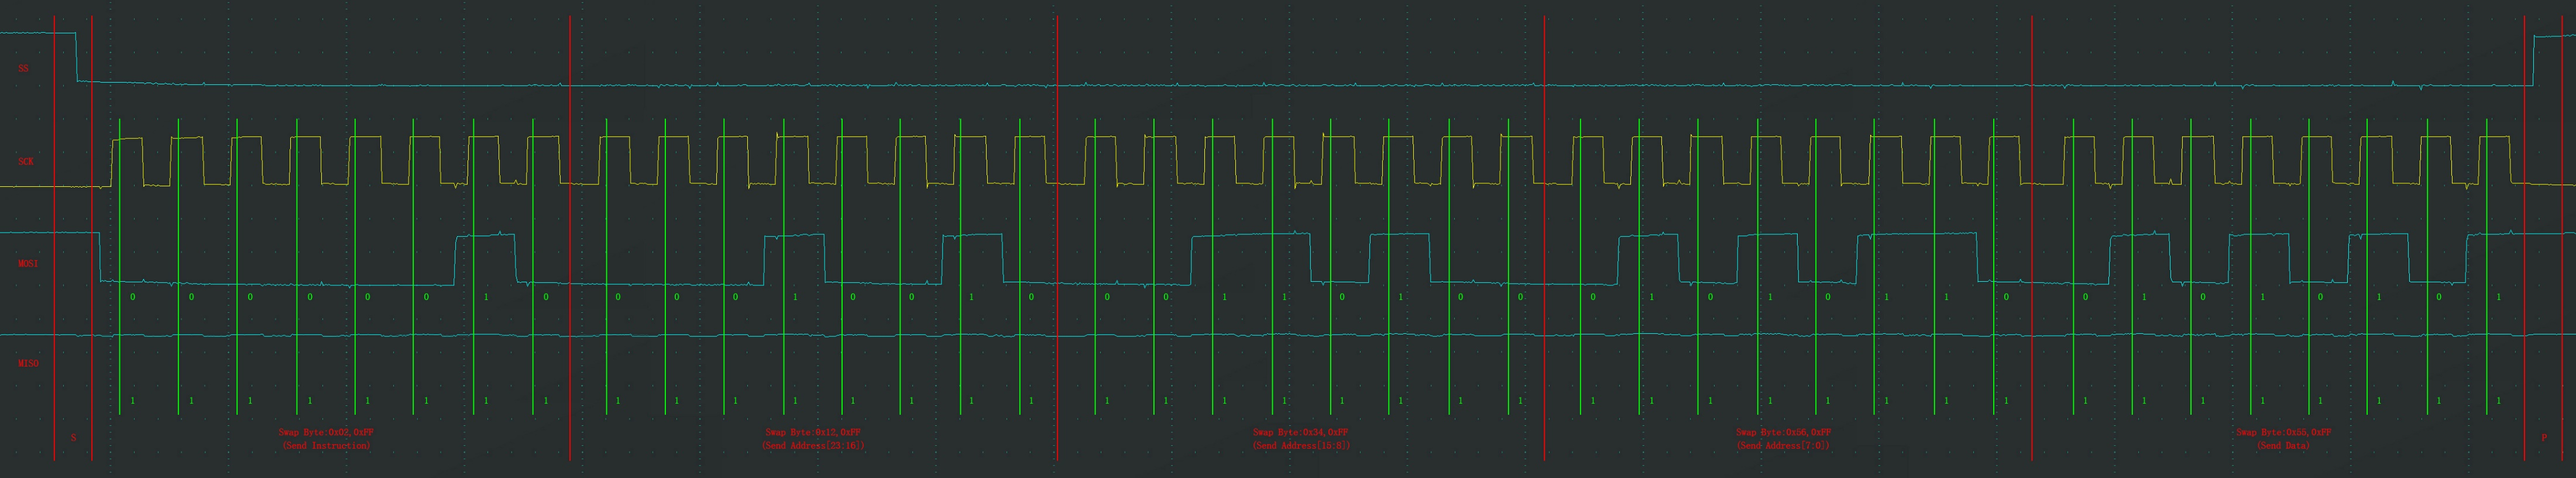 SS
SCK
MOSI
0 0 0 0 0 0 1 0 0 0 0 1 0 0 1 0 0 0 1 1 0 1 0 0 0 1 0 1 0 1 1 0 0 1 0 1 0 1 0 1
MISO
1 1 1 1 1 1 1 1 1 1 1 1 1 1 1 1 1 1 1 1 1 1 1 1 1 1 1 1 1 1 1 1 1 1 1 1 1 1 1 1
S
Swap Byte:0x02,0xFF
(Send Instruction)
Swap Byte:0x12,0xFF
(Send Address[23:16])
Swap Byte:0x34,0xFF
(Send Address[15:8])
Swap Byte:0x56,0xFF
(Send Address[7:0])
Swap Byte:0x55,0xFF
(Send Data)
P